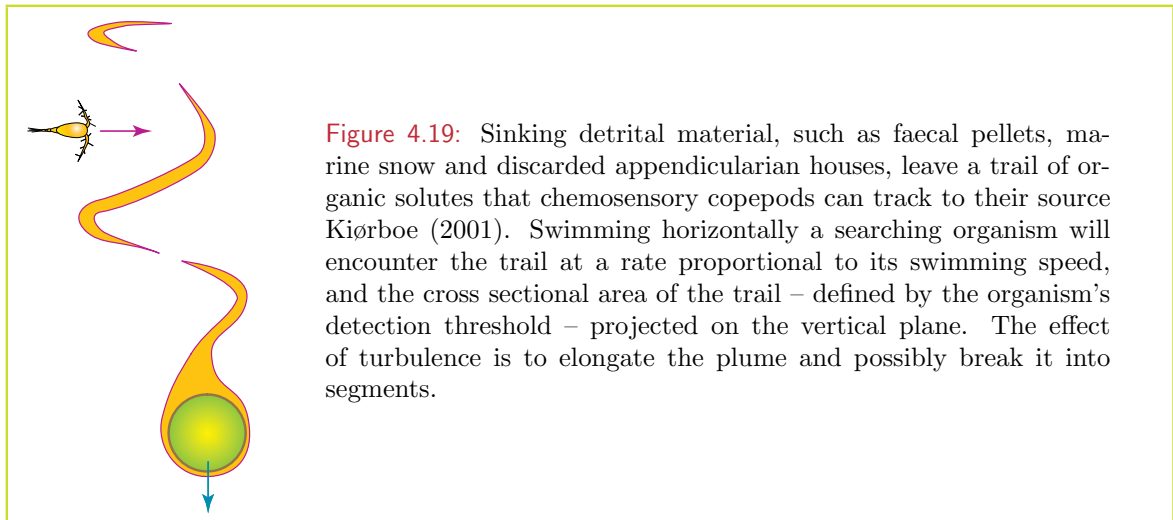 Figure 4.19: Sinking detrital material, such as faecal pellets, ma-
rine snow and discarded appendicularian houses, leave a trail of or-
ganic solutes that chemosensory copepods can track to their source
Kiørboe (2001). Swimming horizontally a searching organism will
encounter the trail at a rate proportional to its swimming speed,
and the cross sectional area of the trail – defined by the organism's
detection threshold – projected on the vertical plane. The effect
of turbulence is to elongate the plume and possibly break it into
segments.